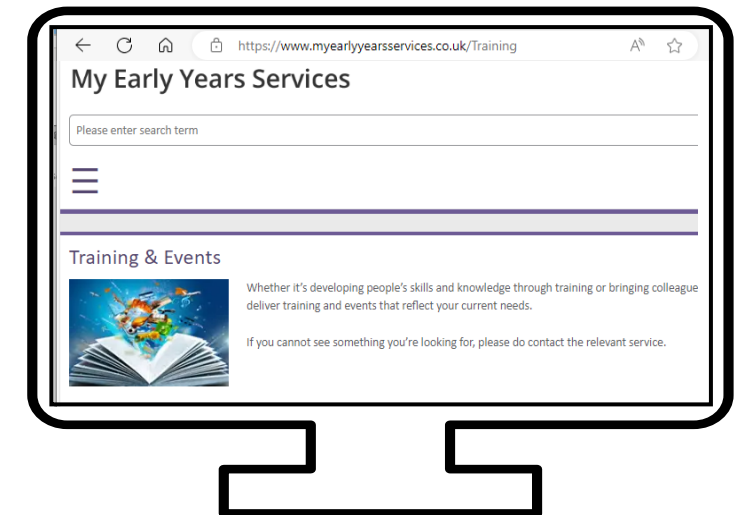 https://www.myearlyyearsservices.co.uk/Training
My Early Years Services
Please enter search term
Training & Events
Whether it's developing people's skills and knowledge through training or bringing colleague
deliver training and events that reflect your current needs.
If you cannot see something you're looking for, please do contact the relevant service.